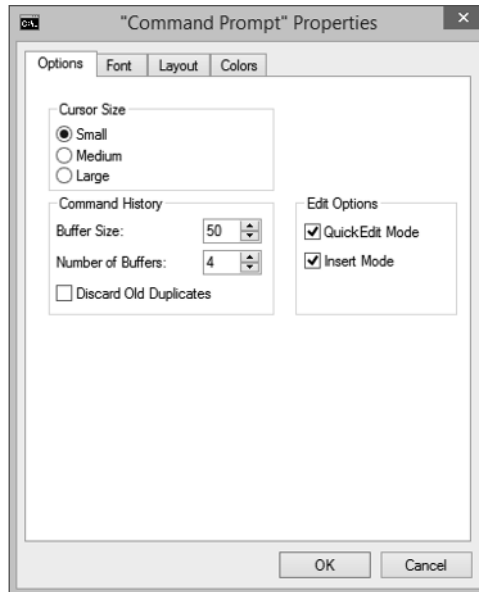 "Command Prompt" Properties
Options Font Layout Colors
Cursor Size
Small
Medium
Large
Command History
Buffer Size: 50
Number of Buffers: 4
Discard Old Duplicates
Edit Options
QuickEdit Mode
Insert Mode
OK Cancel